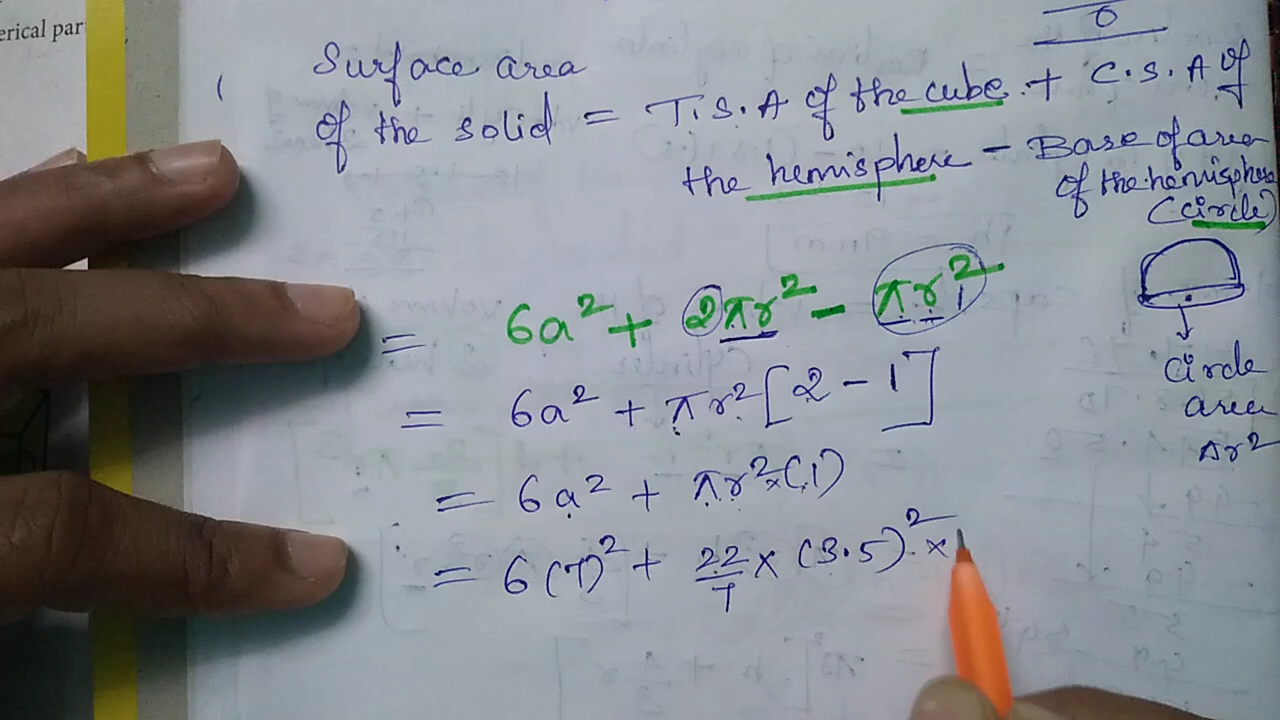 erical par
6
Surface area
of the solid = T.S.A of the cube + C.S.A of
the hemisphere - Base of area
of the hemisphere
(circle)
= 6a² + 2πr² - πr²
= 6a² + πr² [2 - 1]
= 6a² + πr² × (1)
= 6(7)² + 22/7 × (3.5)² ×
circle
area
πr²